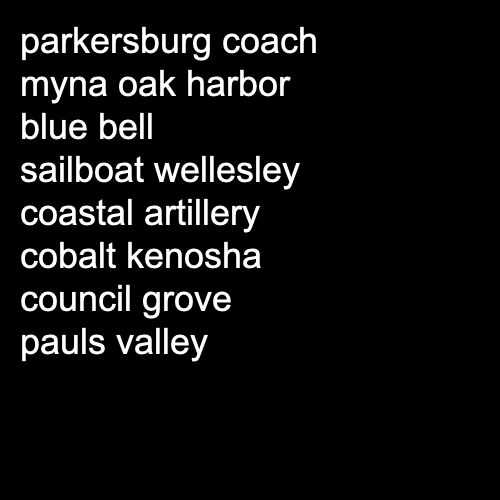 parkersburg coach
myna oak harbor
blue bell
sailboat wellesley
coastal artillery
cobalt kenosha
council grove
pauls valley